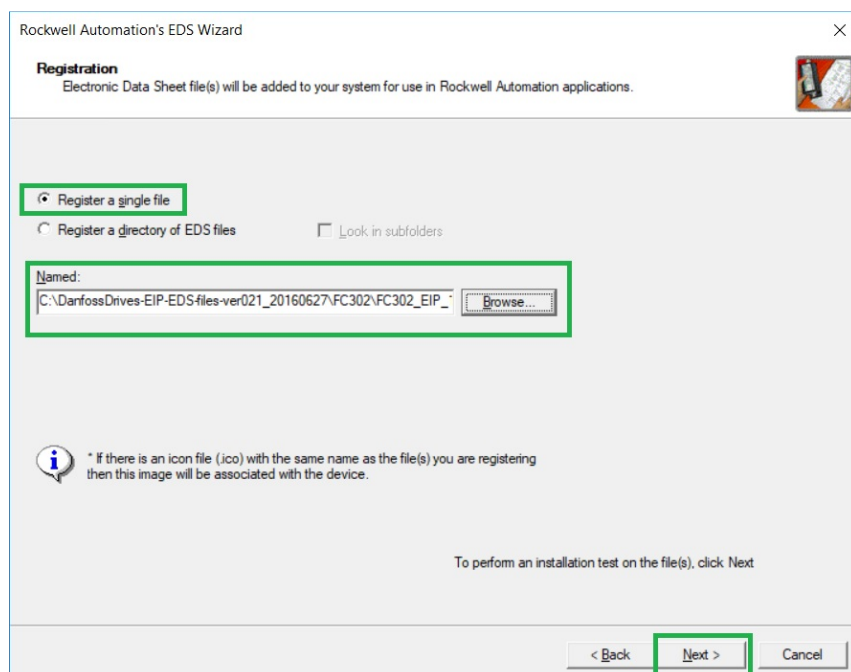 Rockwell Automation's EDS Wizard
Registration
Electronic Data Sheet file(s) will be added to your system for use in Rockwell Automation applications.
Register a single file
Register a directory of EDS files
Look in subfolders
Named:
C:\DanfossDrives-EIP-EDS-files-ver021_20160627\FC302\FC302_EIP_
Browse...
* If there is an icon file (.ico) with the same name as the file(s) you are registering
then this image will be associated with the device.
To perform an installation test on the file(s), click Next
< Back
Next >
Cancel